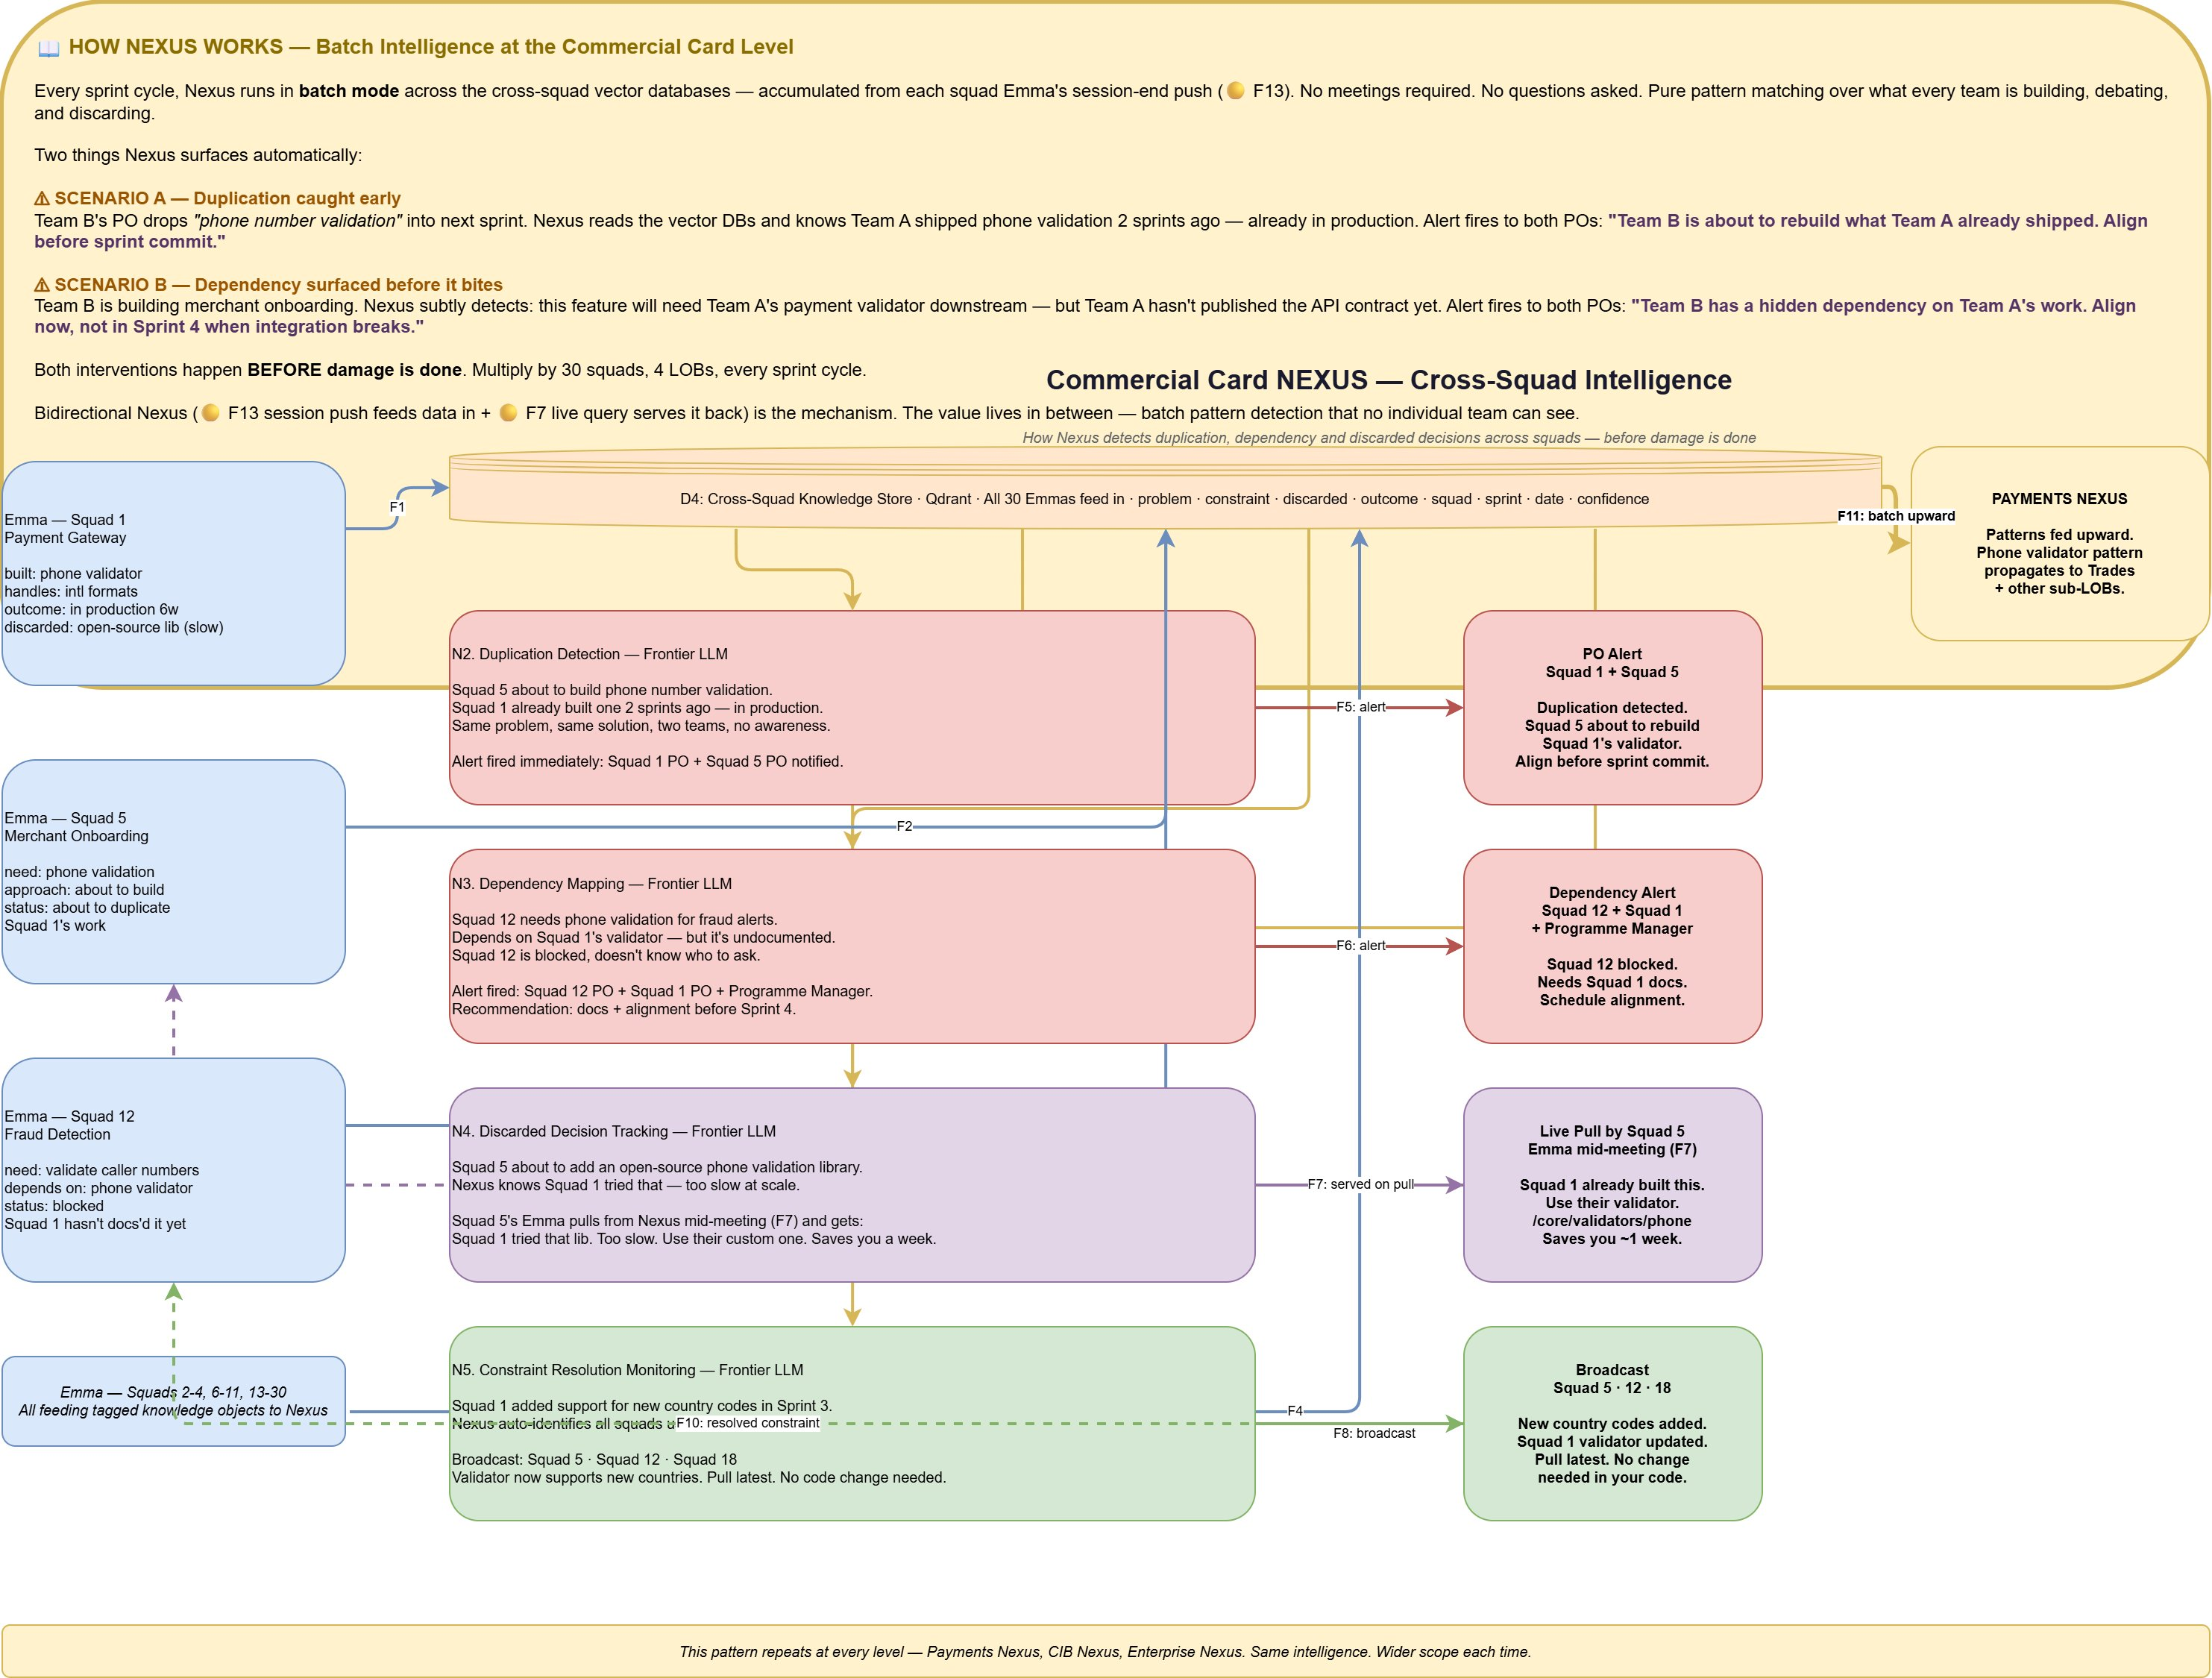 📖 HOW NEXUS WORKS — Batch Intelligence at the Commercial Card Level
Every sprint cycle, Nexus runs in batch mode across the cross-squad vector databases — accumulated from each squad Emma's session-end push (🟡 F13). No meetings required. No questions asked. Pure pattern matching over what every team is building, debating,
and discarding.
Two things Nexus surfaces automatically:
⚠ SCENARIO A — Duplication caught early
Team B's PO drops "phone number validation" into next sprint. Nexus reads the vector DBs and knows Team A shipped phone validation 2 sprints ago — already in production. Alert fires to both POs: "Team B is about to rebuild what Team A already shipped. Align
before sprint commit."
⚠ SCENARIO B — Dependency surfaced before it bites
Team B is building merchant onboarding. Nexus subtly detects: this feature will need Team A's payment validator downstream — but Team A hasn't published the API contract yet. Alert fires to both POs: "Team B has a hidden dependency on Team A's work. Align
now, not in Sprint 4 when integration breaks."
Both interventions happen BEFORE damage is done. Multiply by 30 squads, 4 LOBs, every sprint cycle.
Commercial Card NEXUS — Cross-Squad Intelligence
Bidirectional Nexus (🟡 F13 session push feeds data in + 🟡 F7 live query serves it back) is the mechanism. The value lives in between — batch pattern detection that no individual team can see.
How Nexus detects duplication, dependency and discarded decisions across squads — before damage is done
D4: Cross-Squad Knowledge Store · Qdrant · All 30 Emmas feed in · problem · constraint · discarded · outcome · squad · sprint · date · confidence
F1
F11: batch upward
PAYMENTS NEXUS
Patterns fed upward.
Phone validator pattern
propagates to Trades
+ other sub-LOBs.
Emma — Squad 1
Payment Gateway
built: phone validator
handles: intl formats
outcome: in production 6w
discarded: open-source lib (slow)
N2. Duplication Detection — Frontier LLM
Squad 5 about to build phone number validation.
Squad 1 already built one 2 sprints ago — in production.
Same problem, same solution, two teams, no awareness.
Alert fired immediately: Squad 1 PO + Squad 5 PO notified.
F5: alert
PO Alert
Squad 1 + Squad 5
Duplication detected.
Squad 5 about to rebuild
Squad 1's validator.
Align before sprint commit.
Emma — Squad 5
Merchant Onboarding
need: phone validation
approach: about to build
status: about to duplicate
Squad 1's work
F2
N3. Dependency Mapping — Frontier LLM
Squad 12 needs phone validation for fraud alerts.
Depends on Squad 1's validator — but it's undocumented.
Squad 12 is blocked, doesn't know who to ask.
Alert fired: Squad 12 PO + Squad 1 PO + Programme Manager.
Recommendation: docs + alignment before Sprint 4.
F6: alert
Dependency Alert
Squad 12 + Squad 1
+ Programme Manager
Squad 12 blocked.
Needs Squad 1 docs.
Schedule alignment.
Emma — Squad 12
Fraud Detection
need: validate caller numbers
depends on: phone validator
status: blocked
Squad 1 hasn't docs'd it yet
N4. Discarded Decision Tracking — Frontier LLM
Squad 5 about to add an open-source phone validation library.
Nexus knows Squad 1 tried that — too slow at scale.
Squad 5's Emma pulls from Nexus mid-meeting (F7) and gets:
Squad 1 tried that lib. Too slow. Use their custom one. Saves you a week.
F7: served on pull
Live Pull by Squad 5
Emma mid-meeting (F7)
Squad 1 already built this.
Use their validator.
/core/validators/phone
Saves you ~1 week.
Emma — Squads 2-4, 6-11, 13-30
All feeding tagged knowledge objects to Nexus
N5. Constraint Resolution Monitoring — Frontier LLM
Squad 1 added support for new country codes in Sprint 3.
Nexus auto-identifies all squads
F10: resolved constraint
Broadcast: Squad 5 · Squad 12 · Squad 18
Validator now supports new countries. Pull latest. No code change needed.
F4
F8: broadcast
Broadcast
Squad 5 · 12 · 18
New country codes added.
Squad 1 validator updated.
Pull latest. No change
needed in your code.
This pattern repeats at every level — Payments Nexus, CIB Nexus, Enterprise Nexus. Same intelligence. Wider scope each time.